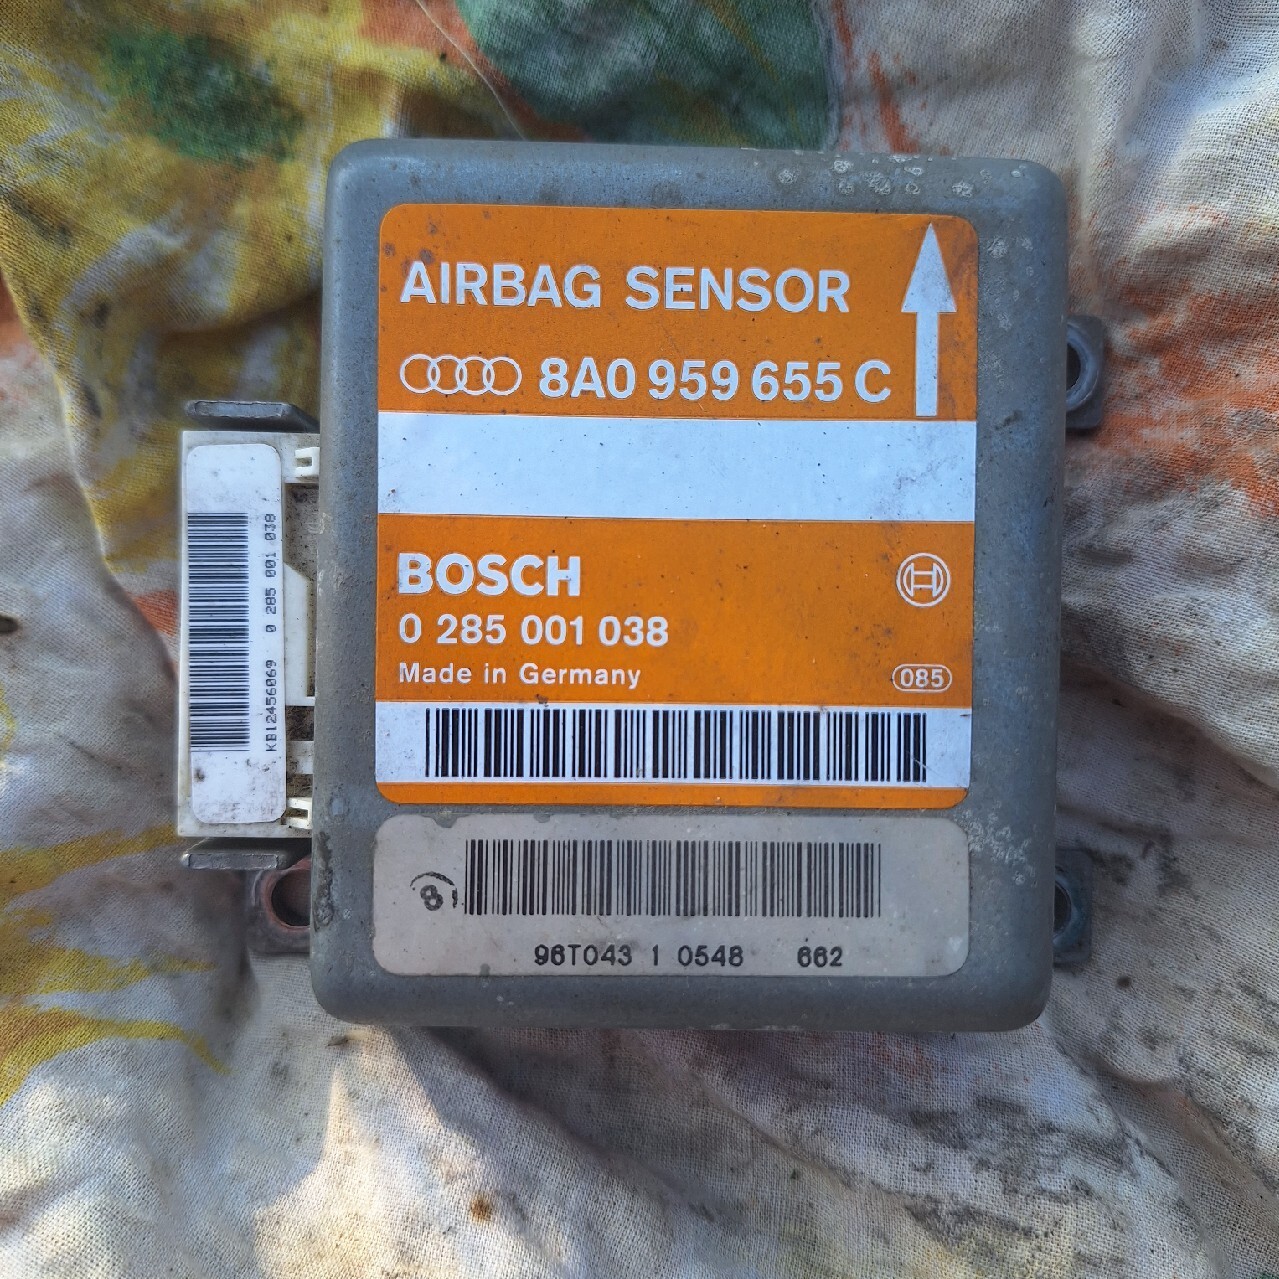 AIRBAG SENSOR
8A0 959 655 C
BOSCH
0 285 001 038
Made in Germany
085
8
96T043 1 0548 662
KB12456069 0 285 001 038